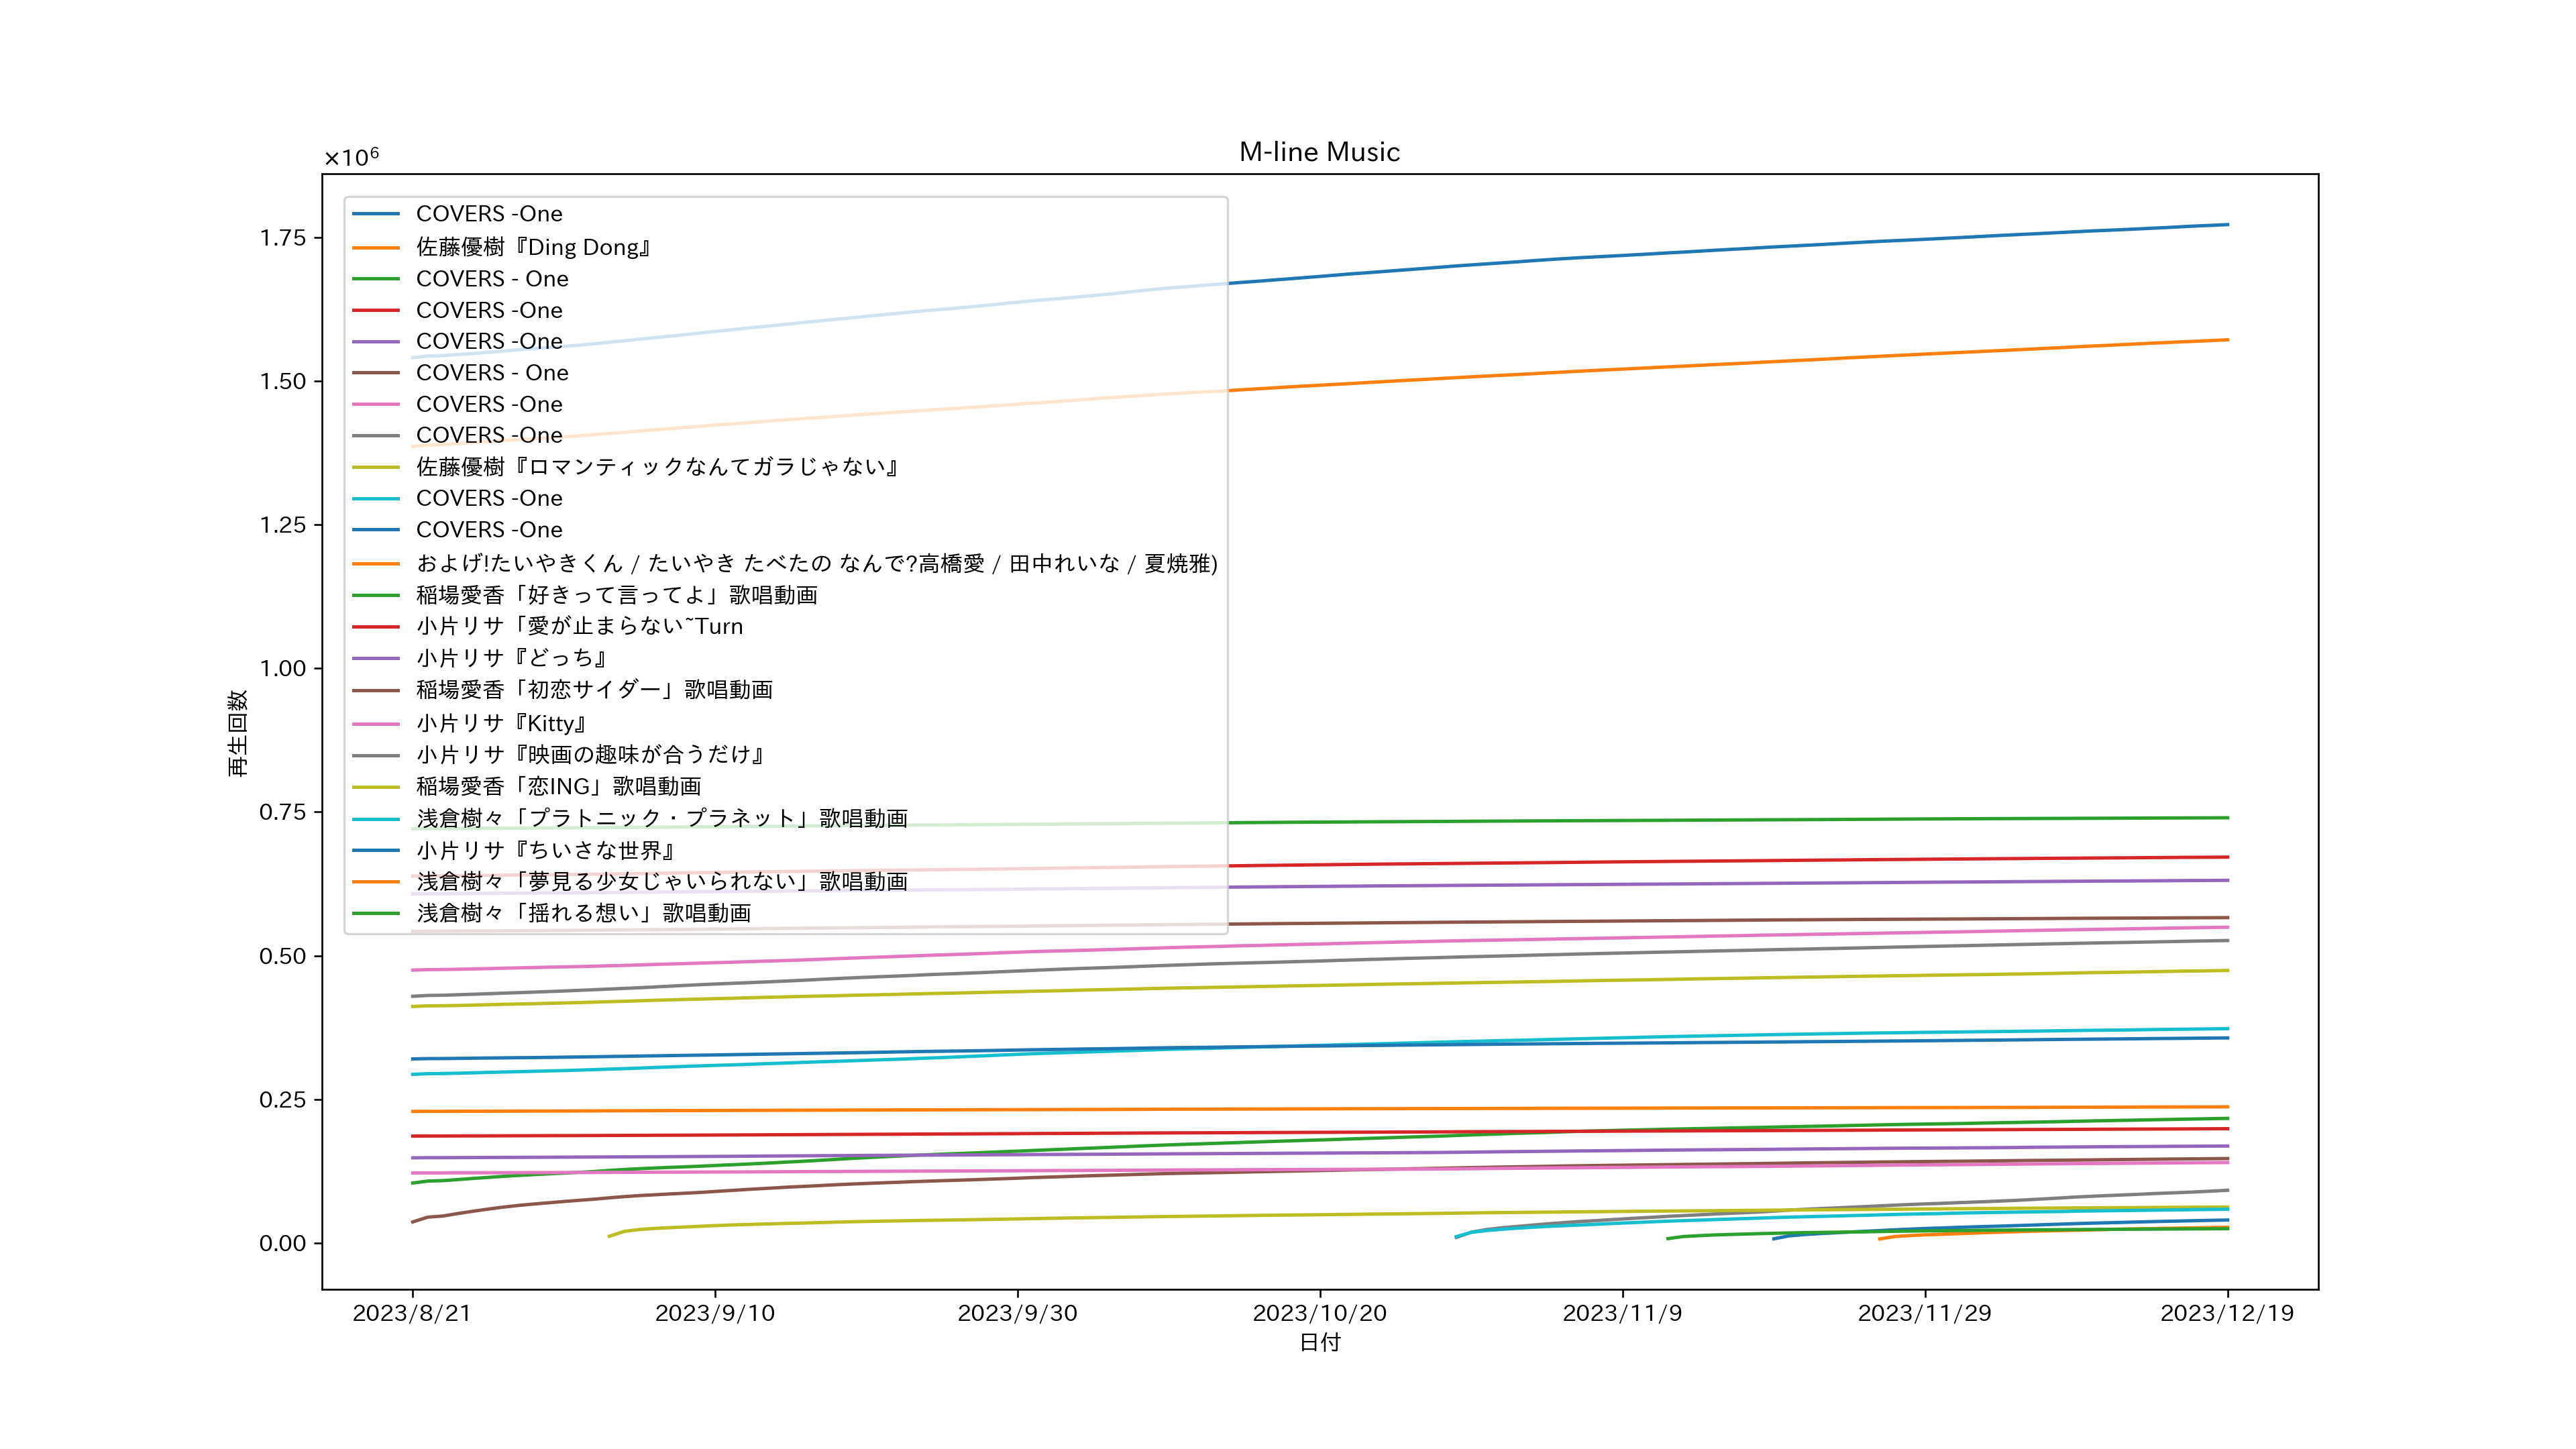 M-line Music
×10⁶
1.75
1.50
1.25
1.00
0.75
0.50
0.25
0.00
再生回数
COVERS -One
佐藤優樹『Ding Dong』
COVERS - One
COVERS -One
COVERS -One
COVERS - One
COVERS -One
COVERS -One
佐藤優樹『ロマンティックなんてガラじゃない』
COVERS -One
COVERS -One
およげ!たいやきくん / たいやき たべたの なんで?高橋愛 / 田中れいな / 夏焼雅)
稲場愛香「好きって言ってよ」歌唱動画
小片リサ「愛が止まらない~Turn
小片リサ『どっち』
稲場愛香「初恋サイダー」歌唱動画
小片リサ『Kitty』
小片リサ『映画の趣味が合うだけ』
稲場愛香「恋ING」歌唱動画
浅倉樹々「プラトニック・プラネット」歌唱動画
小片リサ『ちいさな世界』
浅倉樹々「夢見る少女じゃいられない」歌唱動画
浅倉樹々「揺れる想い」歌唱動画
2023/8/21 2023/9/10 2023/9/30 2023/10/20 2023/11/9 2023/11/29 2023/12/19
日付